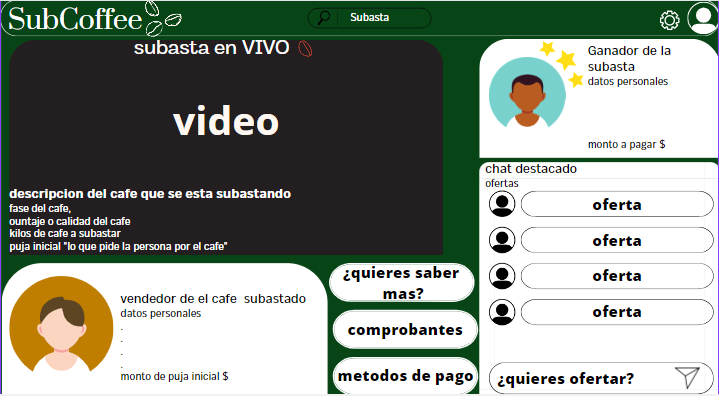 SubCoffee
Subasta
subasta en VIVO
video
descripcion del cafe que se esta subastando
fase del cafe,
ountaje o calidad del cafe
kilos de cafe a subastar
puja inicial "lo que pide la persona por el cafe"
Ganador de la
subasta
datos personales
monto a pagar $
chat destacado
ofertas
oferta
oferta
oferta
oferta
¿quieres ofertar?
vendedor de el cafe subastado
datos personales
.
.
.
.
monto de puja inicial $
¿quieres saber
mas?
comprobantes
metodos de pago